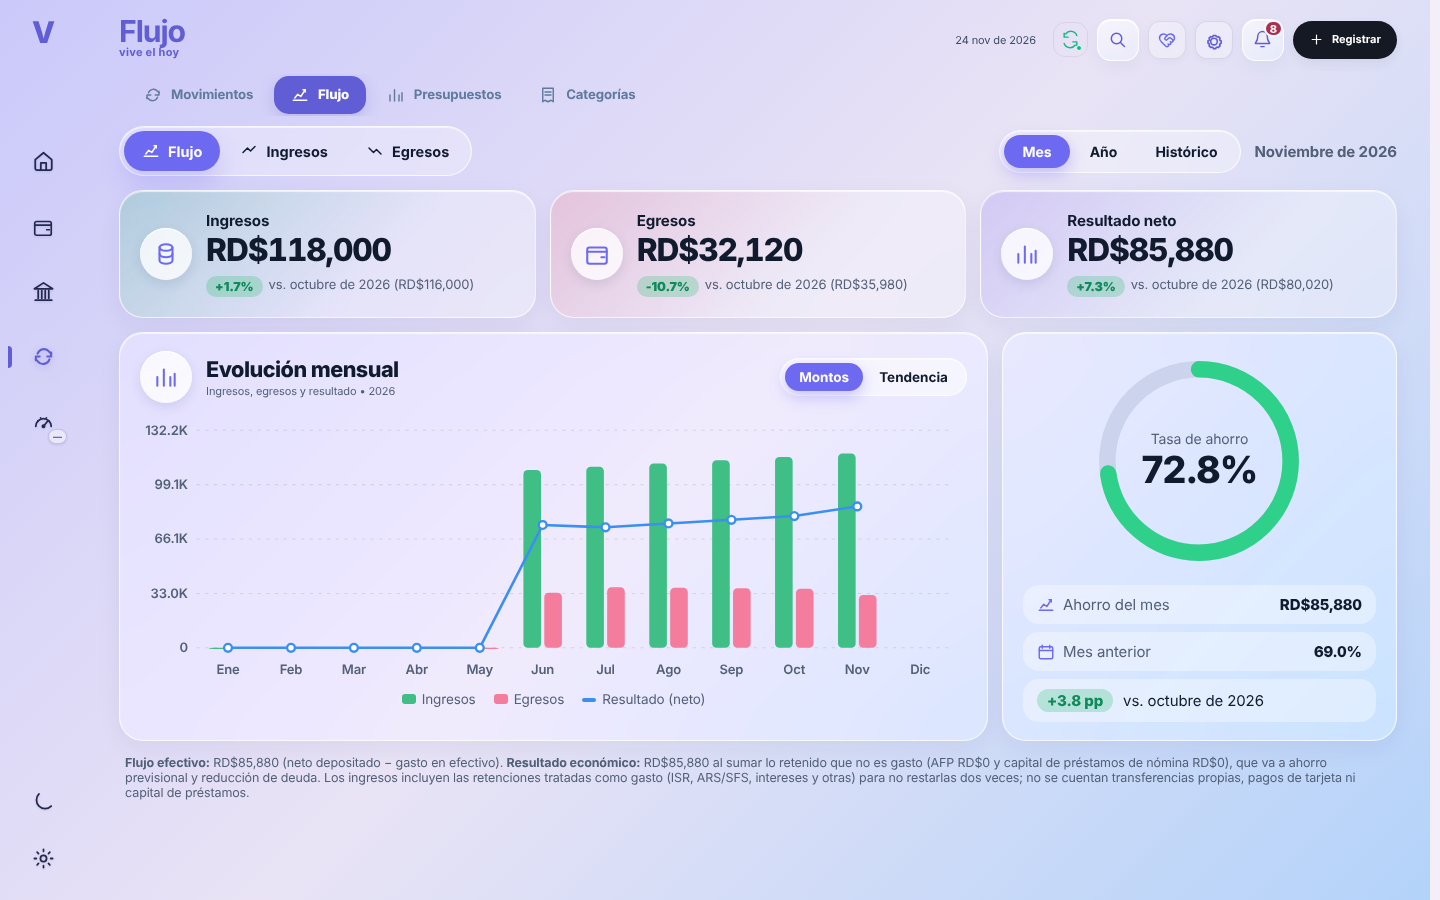 V
Flujo
vive el hoy
24 nov de 2026
8
Registrar
Movimientos
Flujo
Presupuestos
Categorías
Flujo
Ingresos
Egresos
Mes
Año
Histórico
Noviembre de 2026
Ingresos
RD$118,000
+1.7% vs. octubre de 2026 (RD$116,000)
Egresos
RD$32,120
-10.7% vs. octubre de 2026 (RD$35,980)
Resultado neto
RD$85,880
+7.3% vs. octubre de 2026 (RD$80,020)
Evolución mensual
Ingresos, egresos y resultado • 2026
Montos
Tendencia
132.2K
99.1K
66.1K
33.0K
0
Ene Feb Mar Abr May Jun Jul Ago Sep Oct Nov Dic
Ingresos Egresos Resultado (neto)
Tasa de ahorro
72.8%
Ahorro del mes RD$85,880
Mes anterior 69.0%
+3.8 pp vs. octubre de 2026
Flujo efectivo: RD$85,880 (neto depositado − gasto en efectivo). Resultado económico: RD$85,880 al sumar lo retenido que no es gasto (AFP RD$0 y capital de préstamos de nómina RD$0), que va a ahorro
previsional y reducción de deuda. Los ingresos incluyen las retenciones tratadas como gasto (ISR, ARS/SFS, intereses y otras) para no restarlas dos veces; no se cuentan transferencias propias, pagos de tarjeta ni
capital de préstamos.